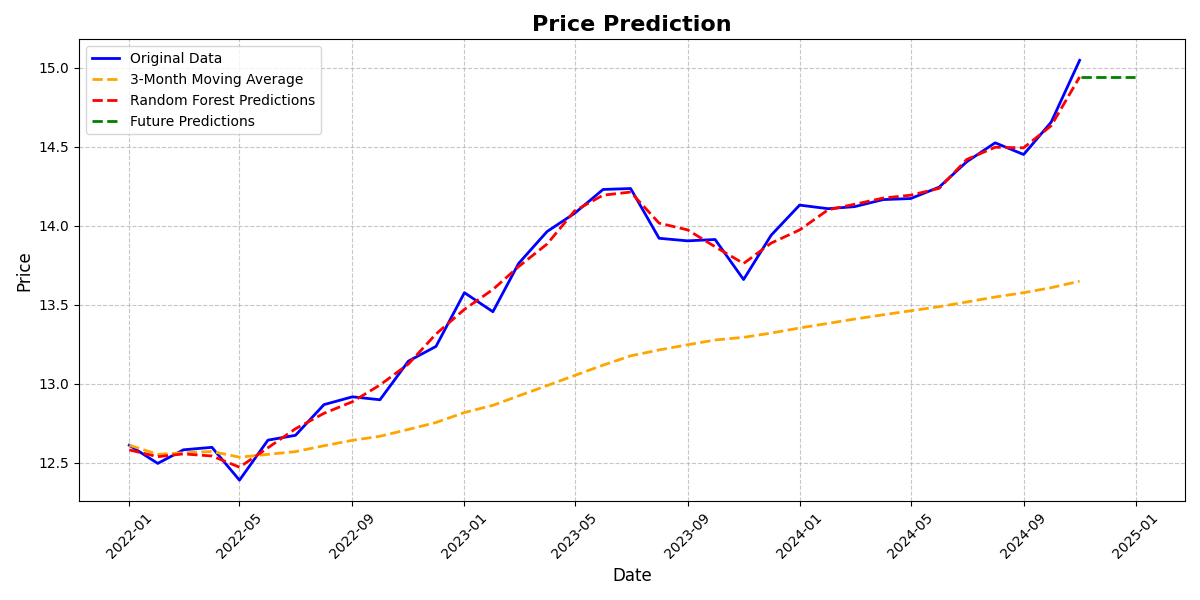 Price Prediction
Original Data
3-Month Moving Average
Random Forest Predictions
Future Predictions
15.0
14.5
14.0
13.5
13.0
12.5
Price
2022-01
2022-05
2022-09
2023-01
2023-05
2023-09
2024-01
2024-05
2024-09
2025-01
Date